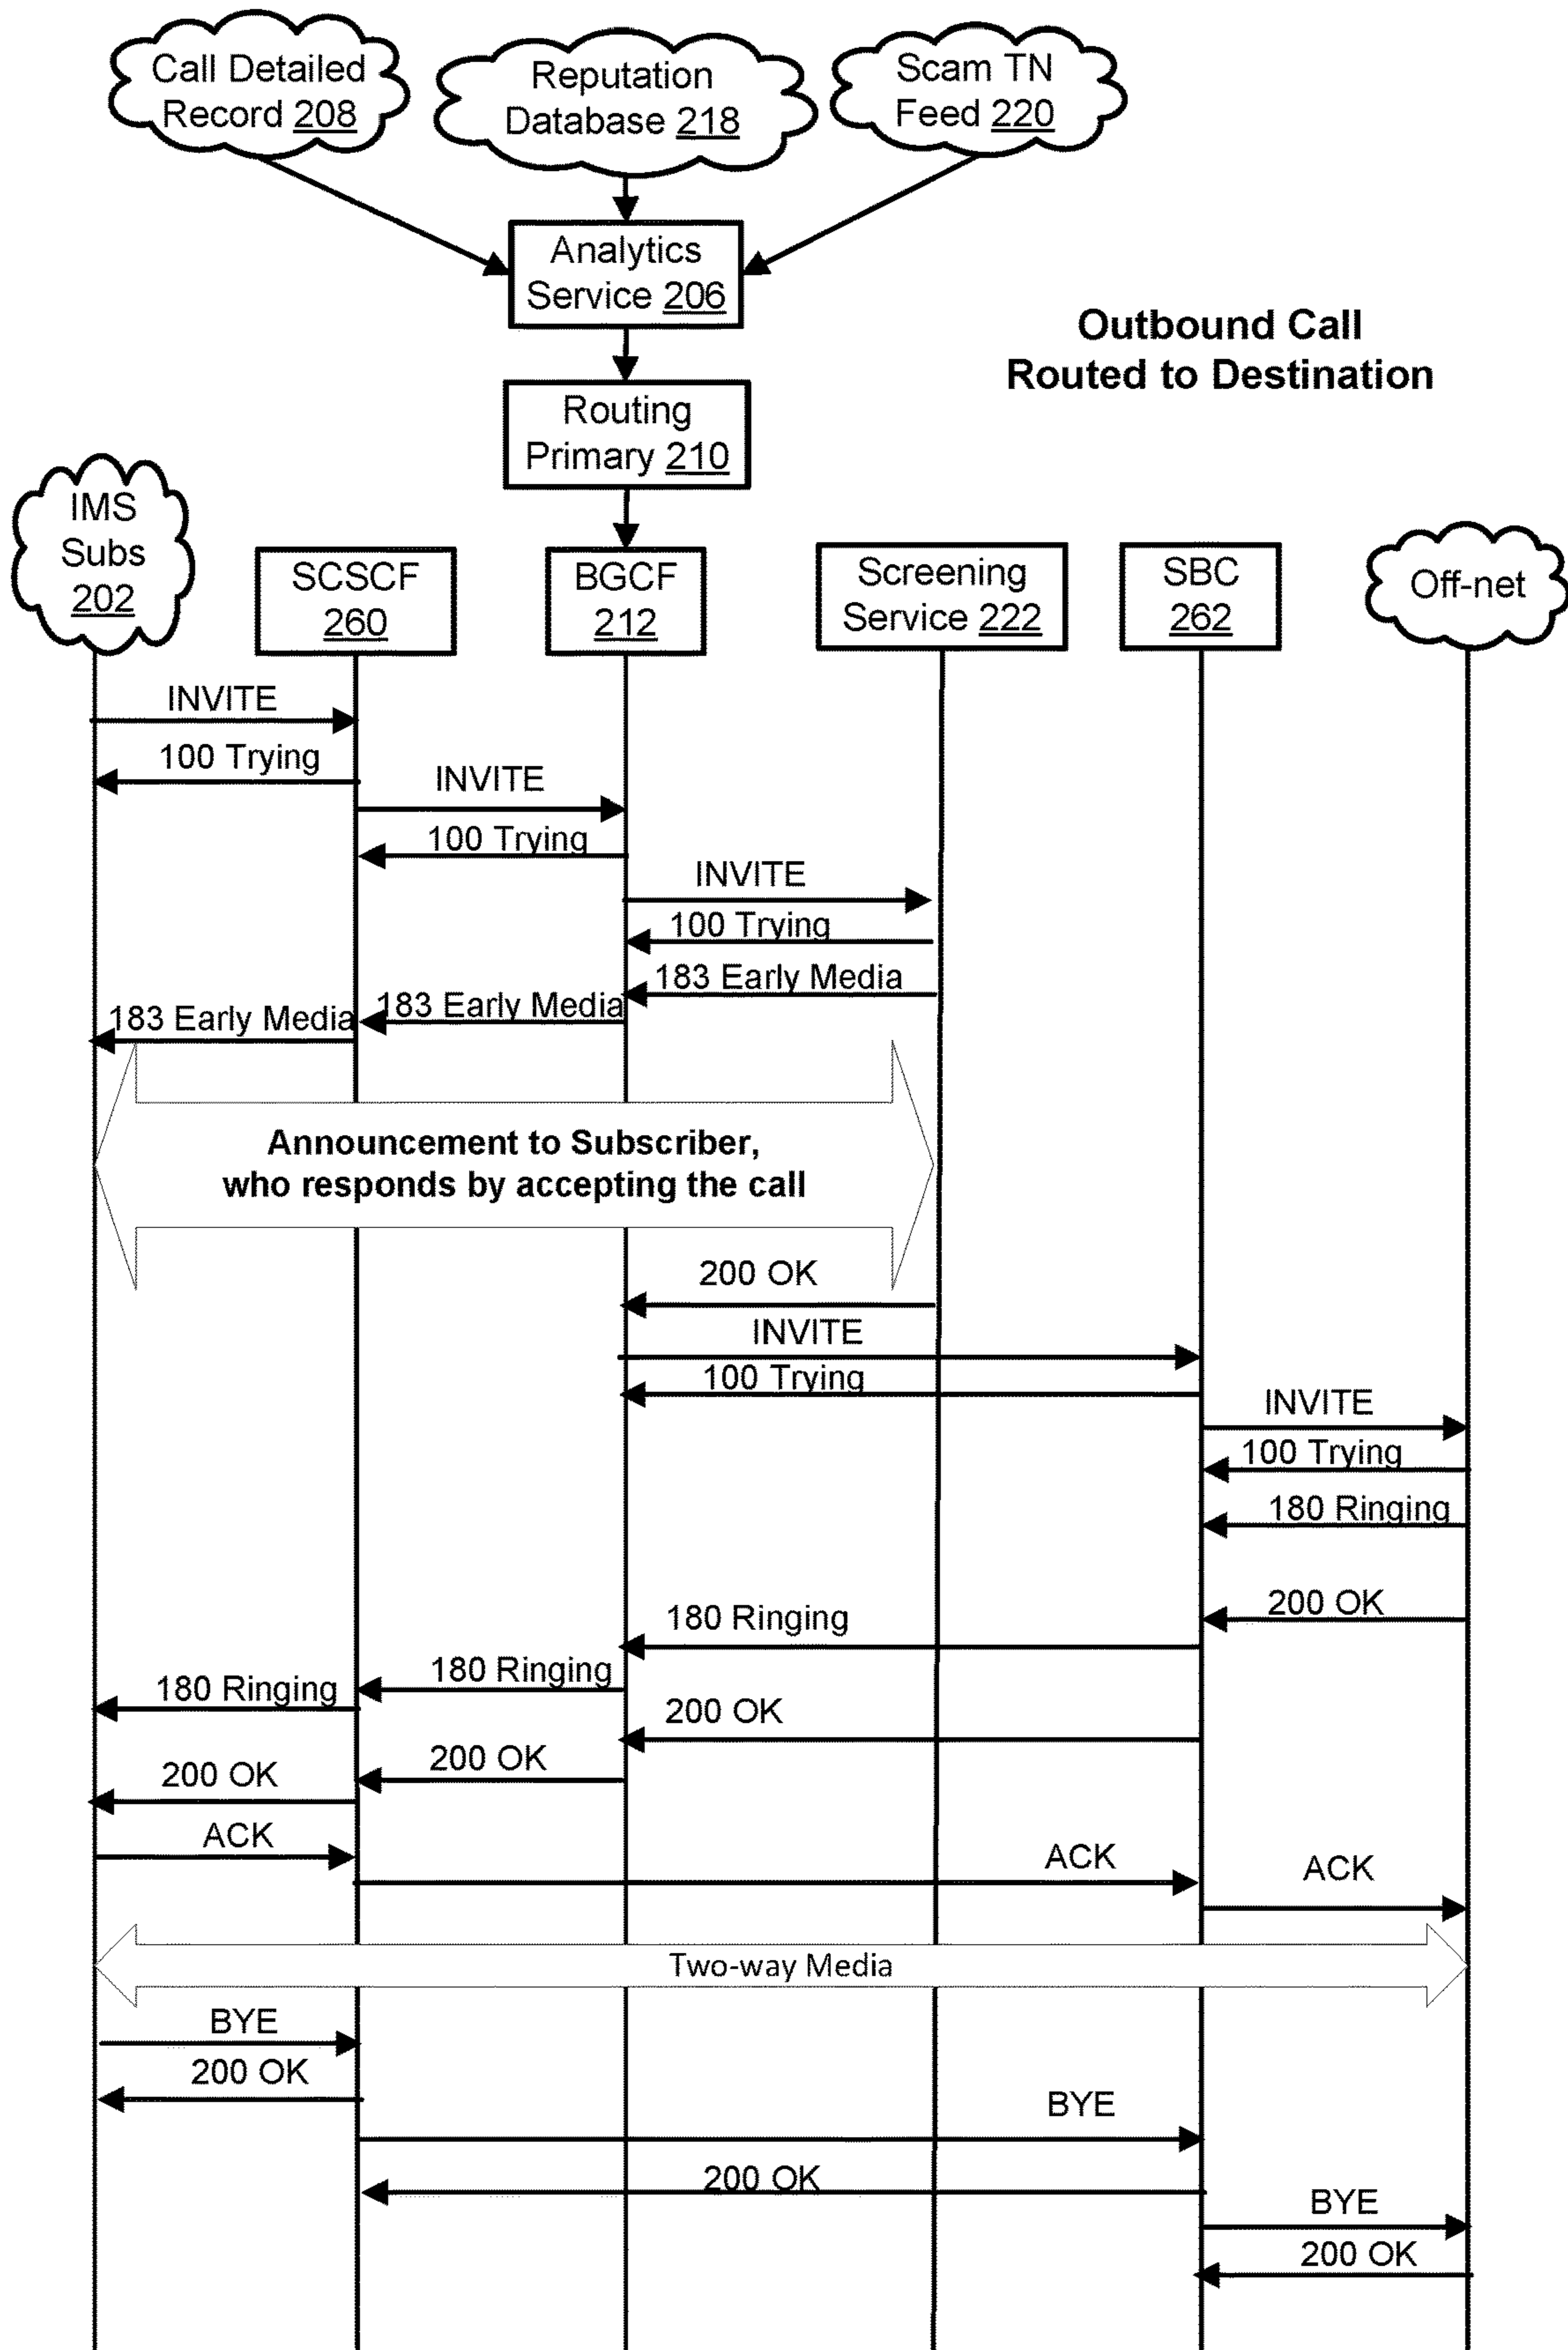 Call Detailed
Record 208
Reputation
Database 218
Scam TN
Feed 220
Analytics
Service 206
Outbound Call
Routed to Destination
Routing
Primary 210
IMS
Subs
202
SCSCF
260
BGCF
212
Screening
Service 222
SBC
262
Off-net
INVITE
100 Trying
INVITE
100 Trying
INVITE
100 Trying
183 Early Media
183 Early Media
183 Early Media
Announcement to Subscriber,
who responds by accepting the call
200 OK
INVITE
100 Trying
INVITE
100 Trying
180 Ringing
200 OK
180 Ringing
180 Ringing
180 Ringing
200 OK
200 OK
200 OK
ACK
ACK
ACK
Two-way Media
BYE
200 OK
BYE
200 OK
BYE
200 OK